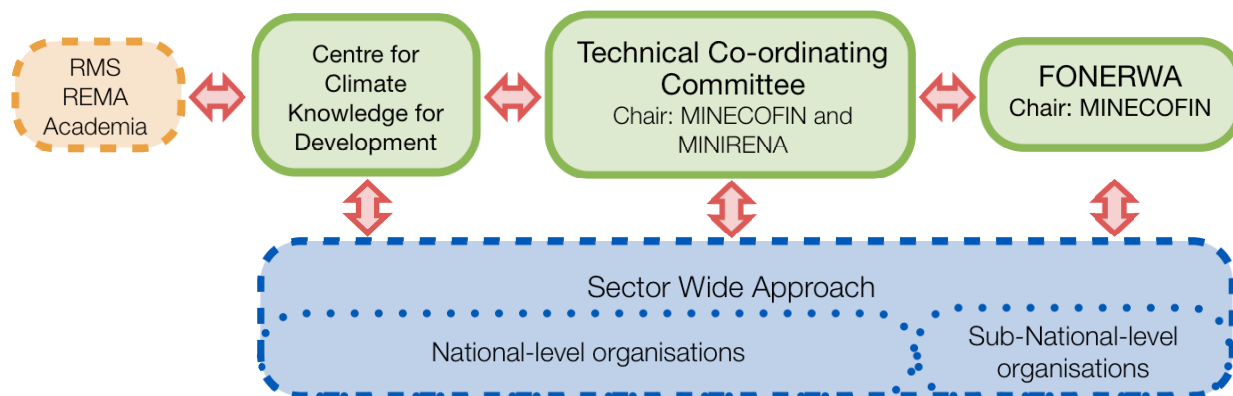 RMS
REMA
Academia
Centre for
Climate
Knowledge for
Development
Technical Co-ordinating
Committee
Chair: MINECOFIN and
MINIRENA
FONERWA
Chair: MINECOFIN
Sector Wide Approach
National-level organisations
Sub-National-level
organisations